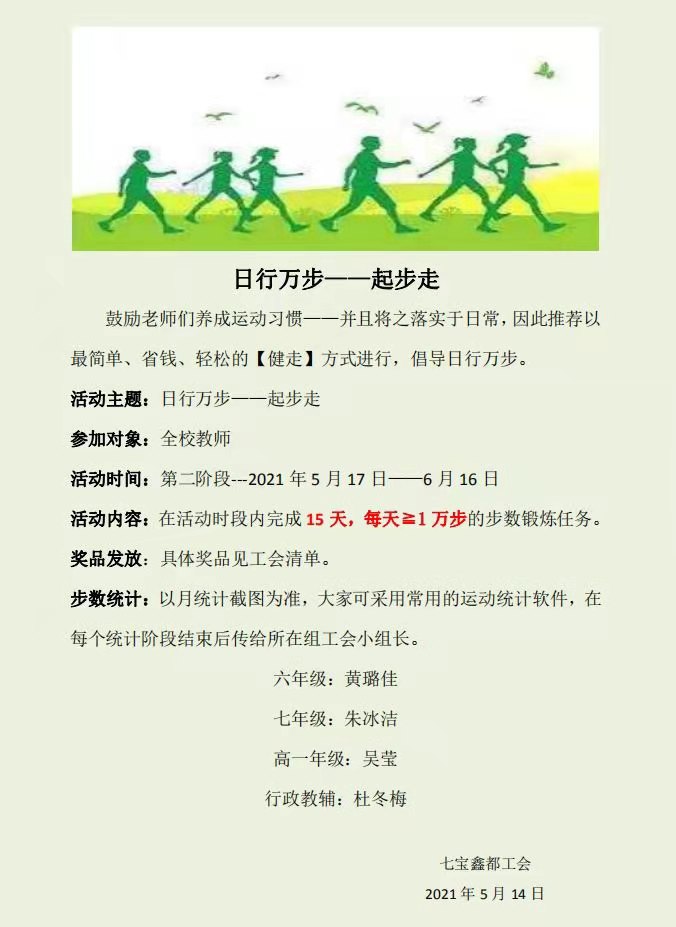 日行万步——起步走
鼓励老师们养成运动习惯——并且将之落实于日常，因此推荐以
最简单、省钱、轻松的【健走】方式进行，倡导日行万步。
活动主题：日行万步——起步走
参加对象：全校教师
活动时间：第二阶段---2021 年 5 月 17 日——6 月 16 日
活动内容：在活动时段内完成 15 天，每天≧1 万步的步数锻炼任务。
奖品发放：具体奖品见工会清单。
步数统计：以月统计截图为准，大家可采用常用的运动统计软件，在
每个统计阶段结束后传给所在组工会小组长。
六年级：黄璐佳
七年级：朱冰洁
高一年级：吴莹
行政教辅：杜冬梅
七宝鑫都工会
2021 年 5 月 14 日